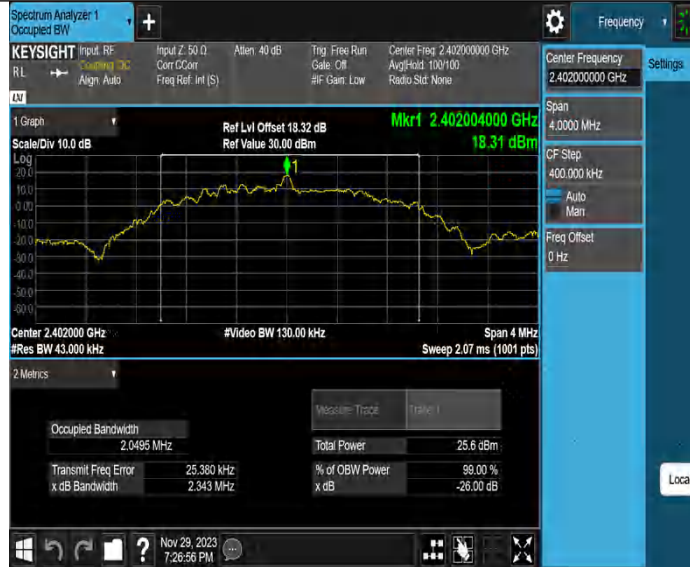 Spectrum Analyzer 1
Occupied BW
+
Frequency
KEYSIGHT Input: RF
RL
Coupling: DC
Align: Auto
Input Z: 50 Ω
Corr CCorr
Freq Ref: Int (S)
Atten: 40 dB
Trig: Free Run
Gate: Off
#IF Gain: Low
Center Freq: 2.402000000 GHz
Avg|Hold: 100/100
Radio Std: None
LXI
Center Frequency
2.402000000 GHz
Settings
Span
4.0000 MHz
CF Step
400.000 kHz
Auto
Man
Freq Offset
0 Hz
1 Graph
Scale/Div 10.0 dB
Ref Lvl Offset 18.32 dB
Ref Value 30.00 dBm
Mkr1 2.402004000 GHz
18.31 dBm
Log
20.0
10.0
0.00
-10.0
-20.0
-30.0
-40.0
-50.0
-60.0
1
Center 2.402000 GHz
#Video BW 130.00 kHz
Span 4 MHz
#Res BW 43.000 kHz
Sweep 2.07 ms (1001 pts)
2 Metrics
Measure Trace
Trace 1
Occupied Bandwidth
2.0495 MHz
Total Power
25.6 dBm
Transmit Freq Error
25.380 kHz
% of OBW Power
99.00 %
x dB Bandwidth
2.343 MHz
x dB
-26.00 dB
Loca
?
Nov 29, 2023
7:26:56 PM